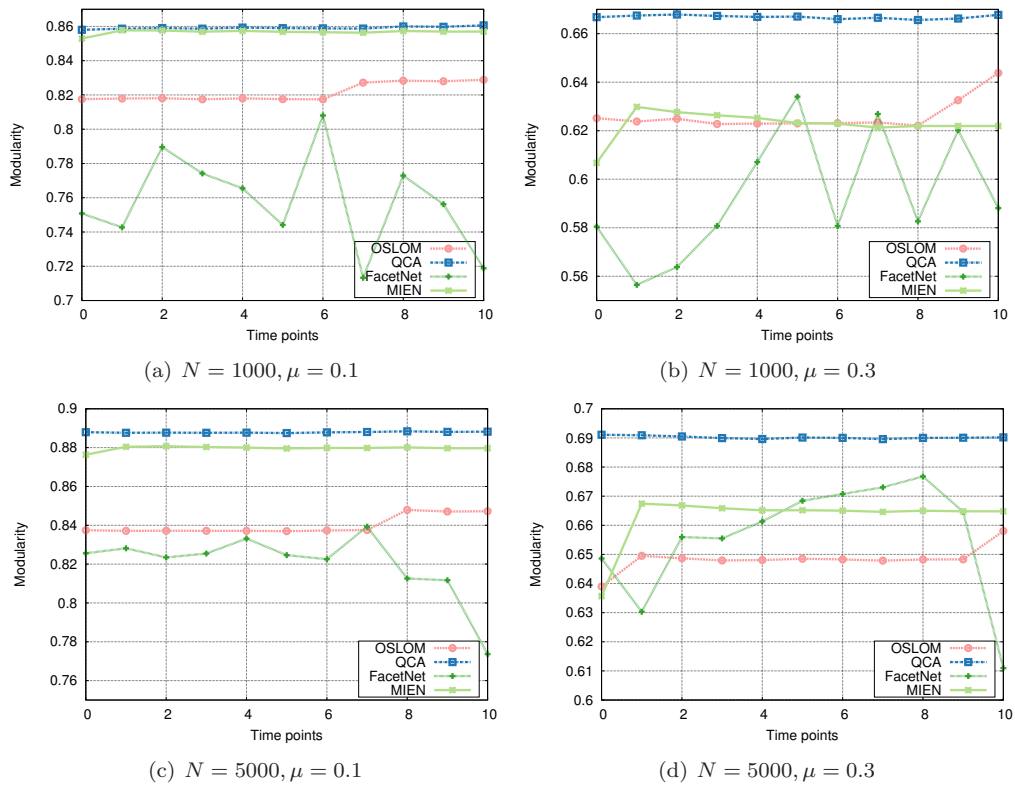 0.86
0.84
0.82
0.8
0.78
0.76
0.74
0.72
0.7
Modularity
0 2 4 6 8 10
Time points
OSLOM
QCA
FacetNet
MIEN
(a) N = 1000, μ = 0.1
0.66
0.64
0.62
0.6
0.58
0.56
Modularity
0 2 4 6 8 10
Time points
OSLOM
QCA
FacetNet
MIEN
(b) N = 1000, μ = 0.3
0.9
0.88
0.86
0.84
0.82
0.8
0.78
0.76
Modularity
0 2 4 6 8 10
Time points
OSLOM
QCA
FacetNet
MIEN
(c) N = 5000, μ = 0.1
0.7
0.69
0.68
0.67
0.66
0.65
0.64
0.63
0.62
0.61
0.6
Modularity
0 2 4 6 8 10
Time points
OSLOM
QCA
FacetNet
MIEN
(d) N = 5000, μ = 0.3